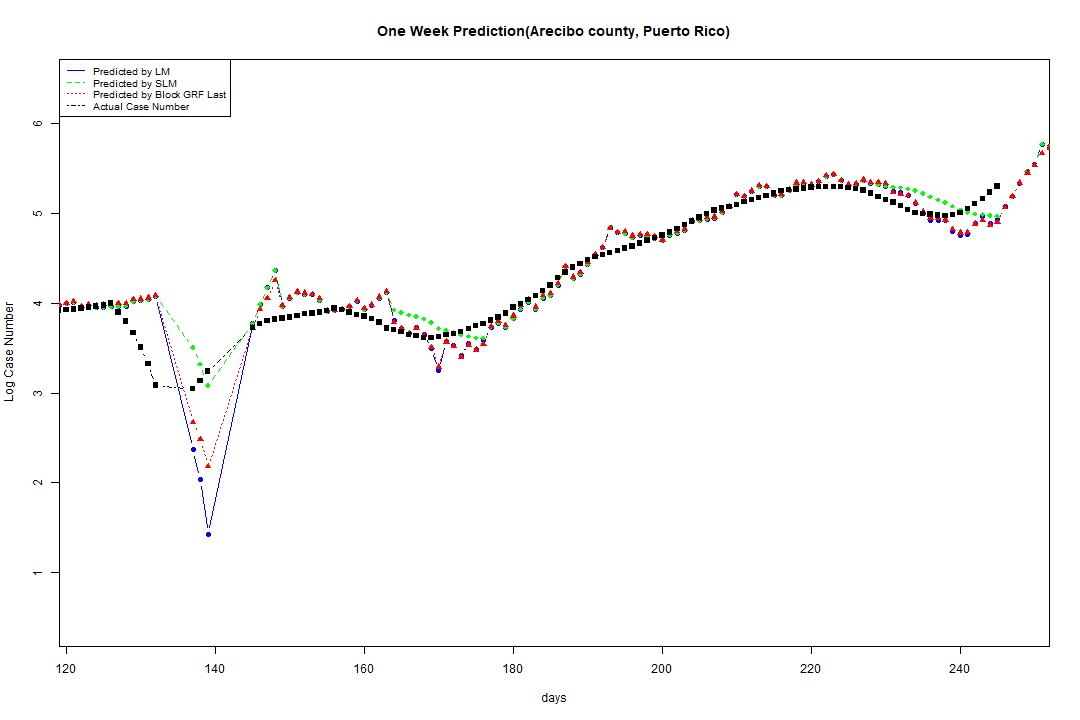 One Week Prediction(Arecibo county, Puerto Rico)
Predicted by LM
Predicted by SLM
Predicted by Block GRF Last
Actual Case Number
Log Case Number
6
5
4
3
2
1
120 140 160 180 200 220 240
days